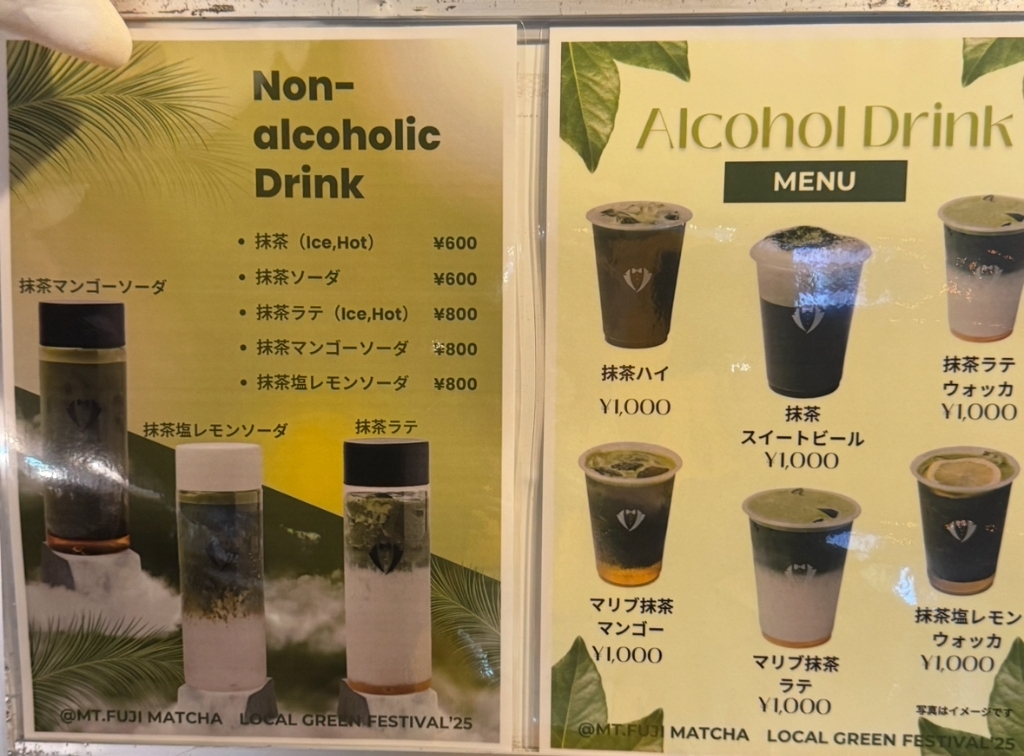 Non-
alcoholic
Drink
• 抹茶（Ice,Hot） ¥600
• 抹茶ソーダ ¥600
• 抹茶ラテ（Ice,Hot） ¥800
• 抹茶マンゴーソーダ ¥800
• 抹茶塩レモンソーダ ¥800
抹茶マンゴーソーダ
抹茶塩レモンソーダ
抹茶ラテ
@MT.FUJI MATCHA LOCAL GREEN FESTIVAL'25
Alcohol Drink
MENU
抹茶ハイ
¥1,000
抹茶
スイートビール
¥1,000
抹茶ラテ
ウォッカ
¥1,000
マリブ抹茶
マンゴー
¥1,000
マリブ抹茶
ラテ
¥1,000
抹茶塩レモン
ウォッカ
¥1,000
写真はイメージです
@MT.FUJI MATCHA LOCAL GREEN FESTIVAL'25